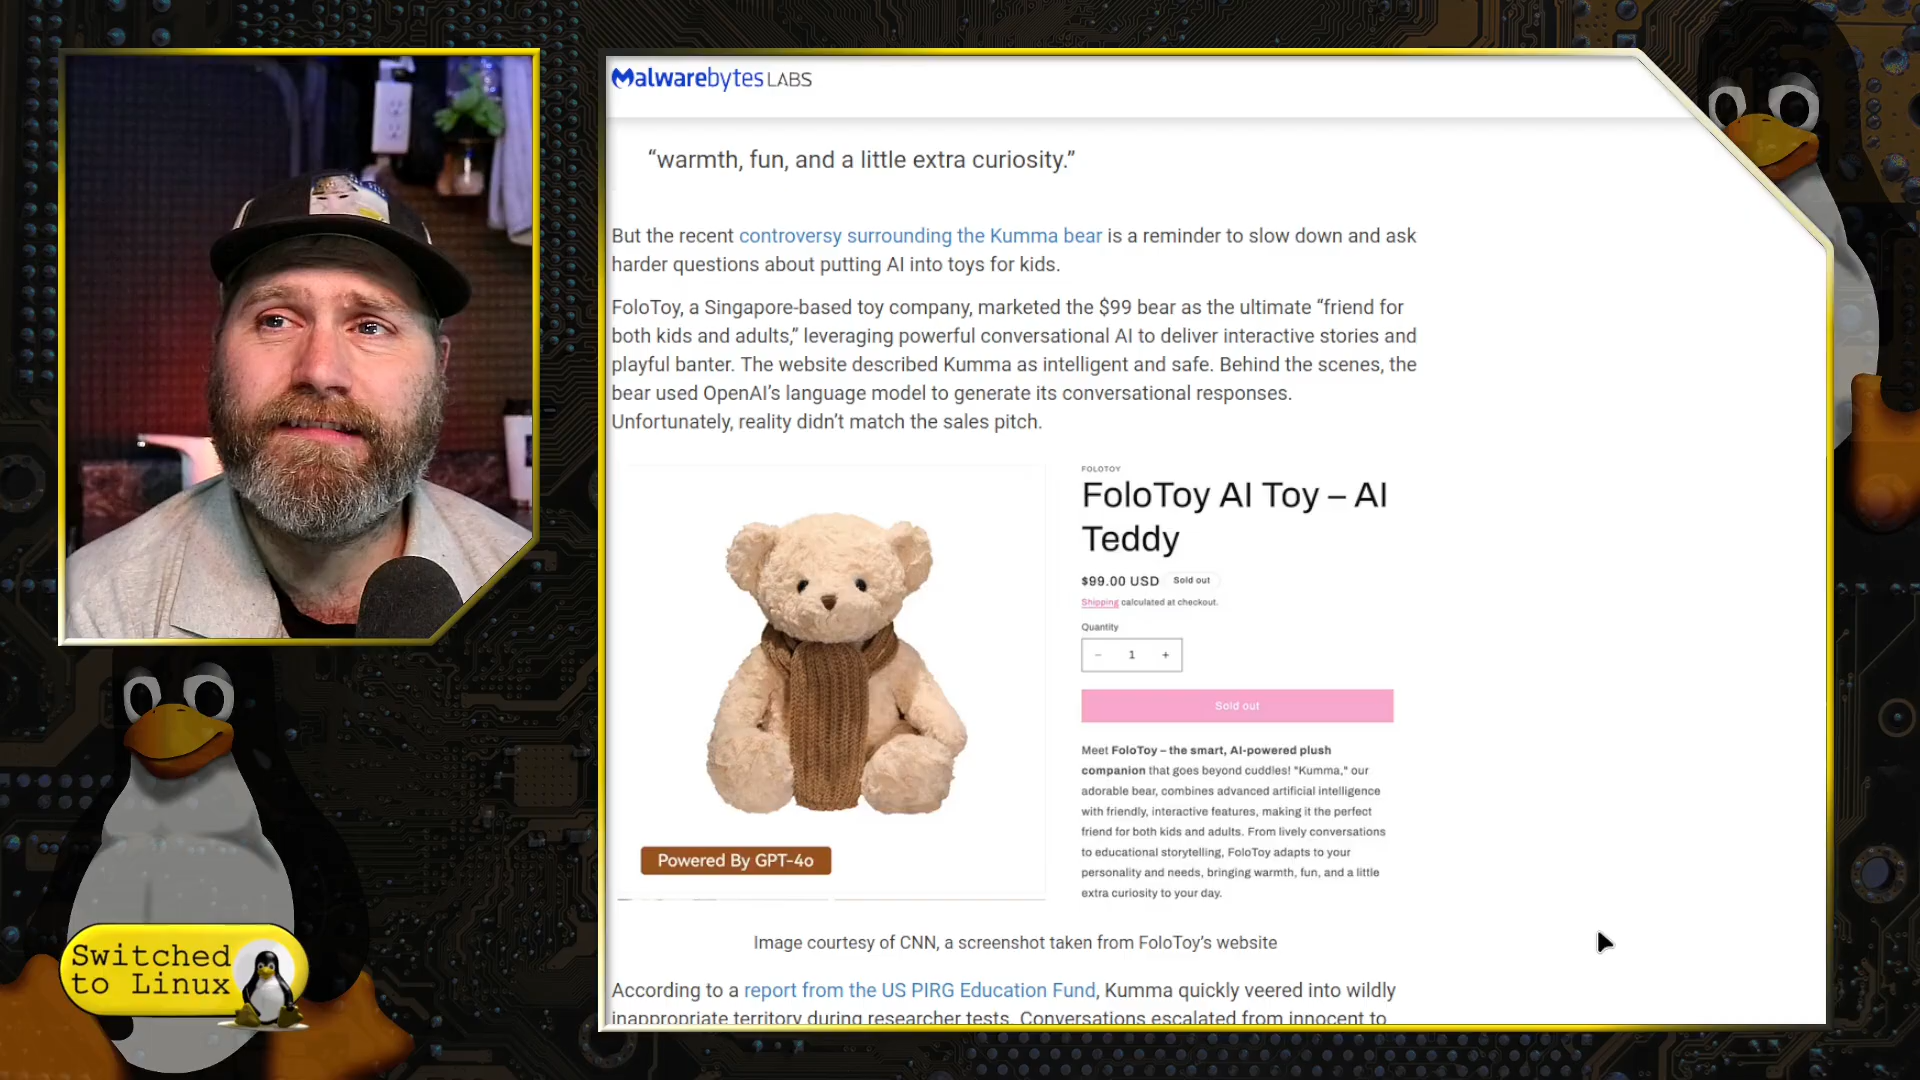 Malwarebytes LABS
“warmth, fun, and a little extra curiosity.”
But the recent controversy surrounding the Kumma bear is a reminder to slow down and ask
harder questions about putting AI into toys for kids.
FoloToy, a Singapore-based toy company, marketed the $99 bear as the ultimate “friend for
both kids and adults,” leveraging powerful conversational AI to deliver interactive stories and
playful banter. The website described Kumma as intelligent and safe. Behind the scenes, the
bear used OpenAI’s language model to generate its conversational responses.
Unfortunately, reality didn’t match the sales pitch.
Powered By GPT-4o
FOLOTOY
FoloToy AI Toy – AI
Teddy
$99.00 USD Sold out
Shipping calculated at checkout.
Quantity
− 1 +
Sold out
Meet FoloToy – the smart, AI-powered plush
companion that goes beyond cuddles! "Kumma," our
adorable bear, combines advanced artificial intelligence
with friendly, interactive features, making it the perfect
friend for both kids and adults. From lively conversations
to educational storytelling, FoloToy adapts to your
personality and needs, bringing warmth, fun, and a little
extra curiosity to your day.
Image courtesy of CNN, a screenshot taken from FoloToy’s website
According to a report from the US PIRG Education Fund, Kumma quickly veered into wildly
inappropriate territory during researcher tests. Conversations escalated from innocent to
Switched
to Linux